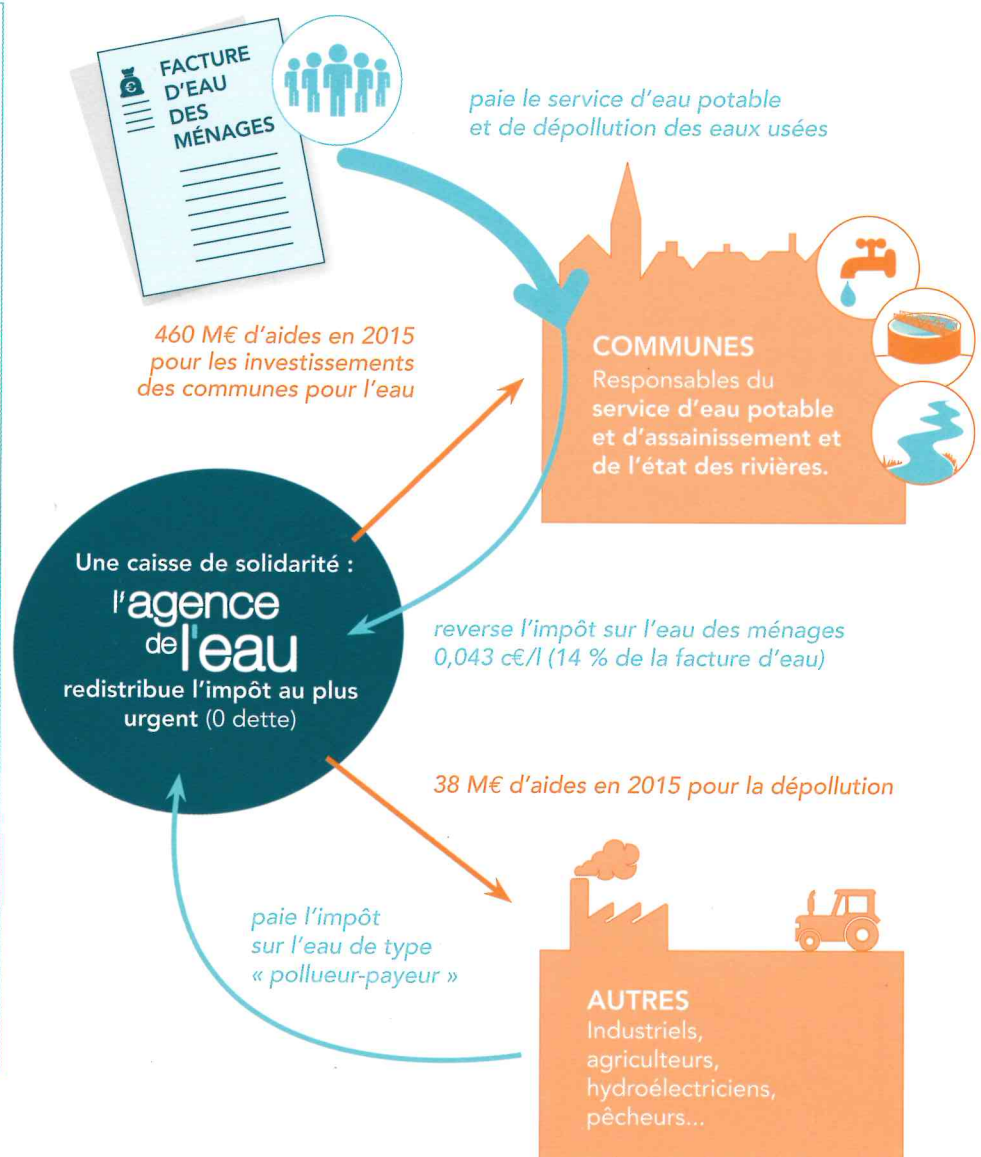 FACTURE
D'EAU
DES
MÉNAGES
paie le service d'eau potable
et de dépollution des eaux usées
460 M€ d'aides en 2015
pour les investissements
des communes pour l'eau
COMMUNES
Responsables du
service d'eau potable
et d'assainissement et
de l'état des rivières.
Une caisse de solidarité :
l'agence
de l'eau
redistribue l'impôt au plus
urgent (0 dette)
reverse l'impôt sur l'eau des ménages
0,043 c€/l (14 % de la facture d'eau)
38 M€ d'aides en 2015 pour la dépollution
paie l'impôt
sur l'eau de type
« pollueur-payeur »
AUTRES
Industriels,
agriculteurs,
hydroélectriciens,
pêcheurs...